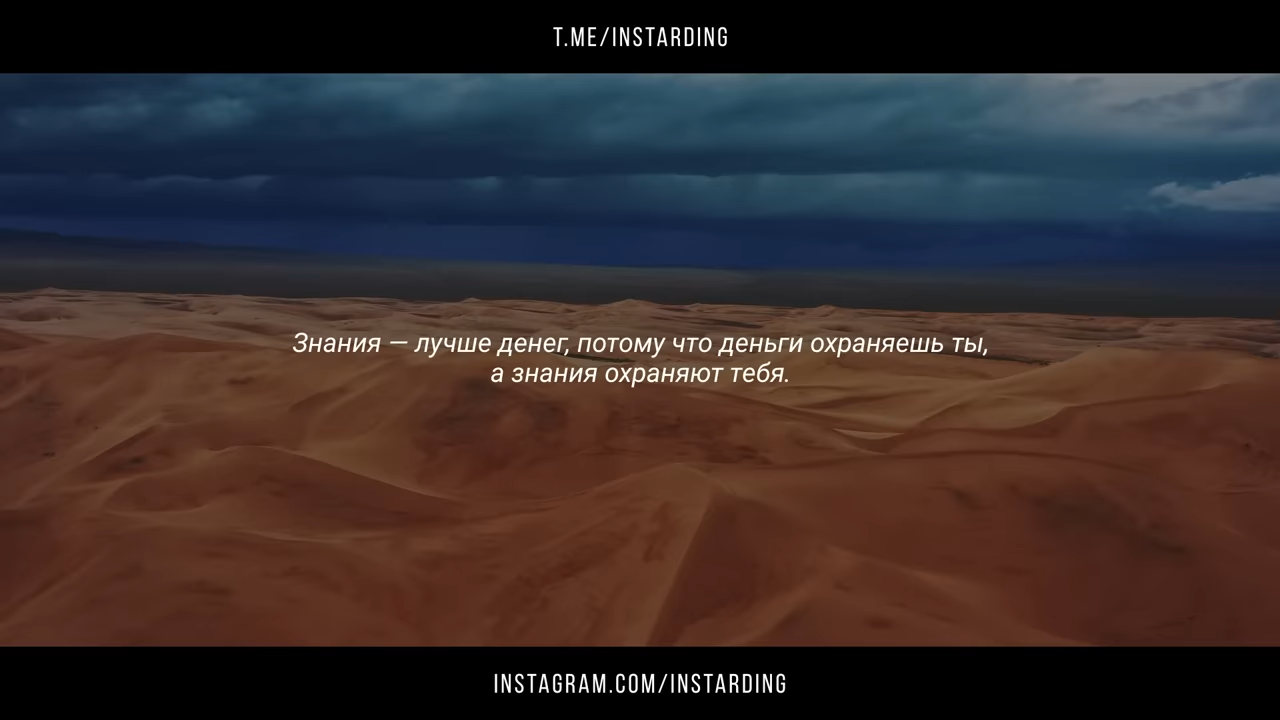 T.ME/INSTARDING
Знания — лучше денег, потому что деньги охраняешь ты,
а знания охраняют тебя.
INSTAGRAM.COM/INSTARDING